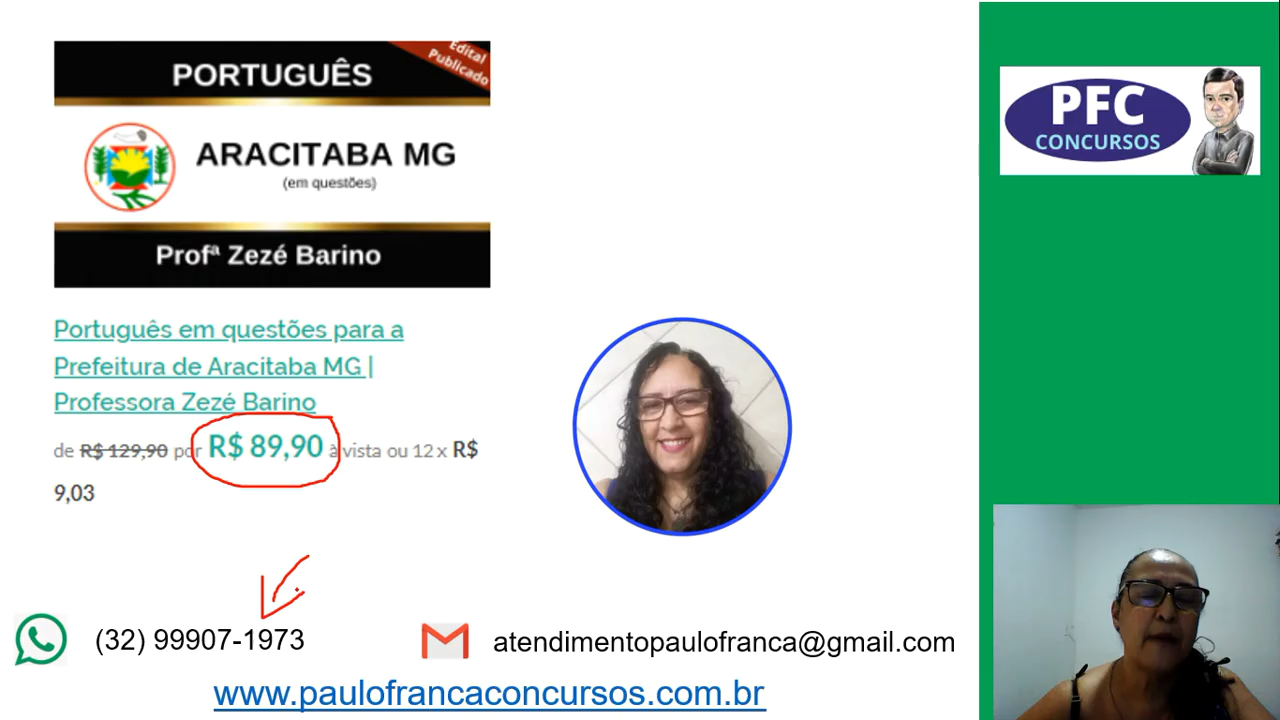 Edital
Publicado
PORTUGUÊS
ARACITABA MG
(em questões)
Profª Zezé Barino
Português em questões para a
Prefeitura de Aracitaba MG |
Professora Zezé Barino
de R$ 129,90 por R$ 89,90 à vista ou 12 x R$
9,03
(32) 99907-1973
atendimentopaulofranca@gmail.com
www.paulofrancaconcursos.com.br
PFC
CONCURSOS